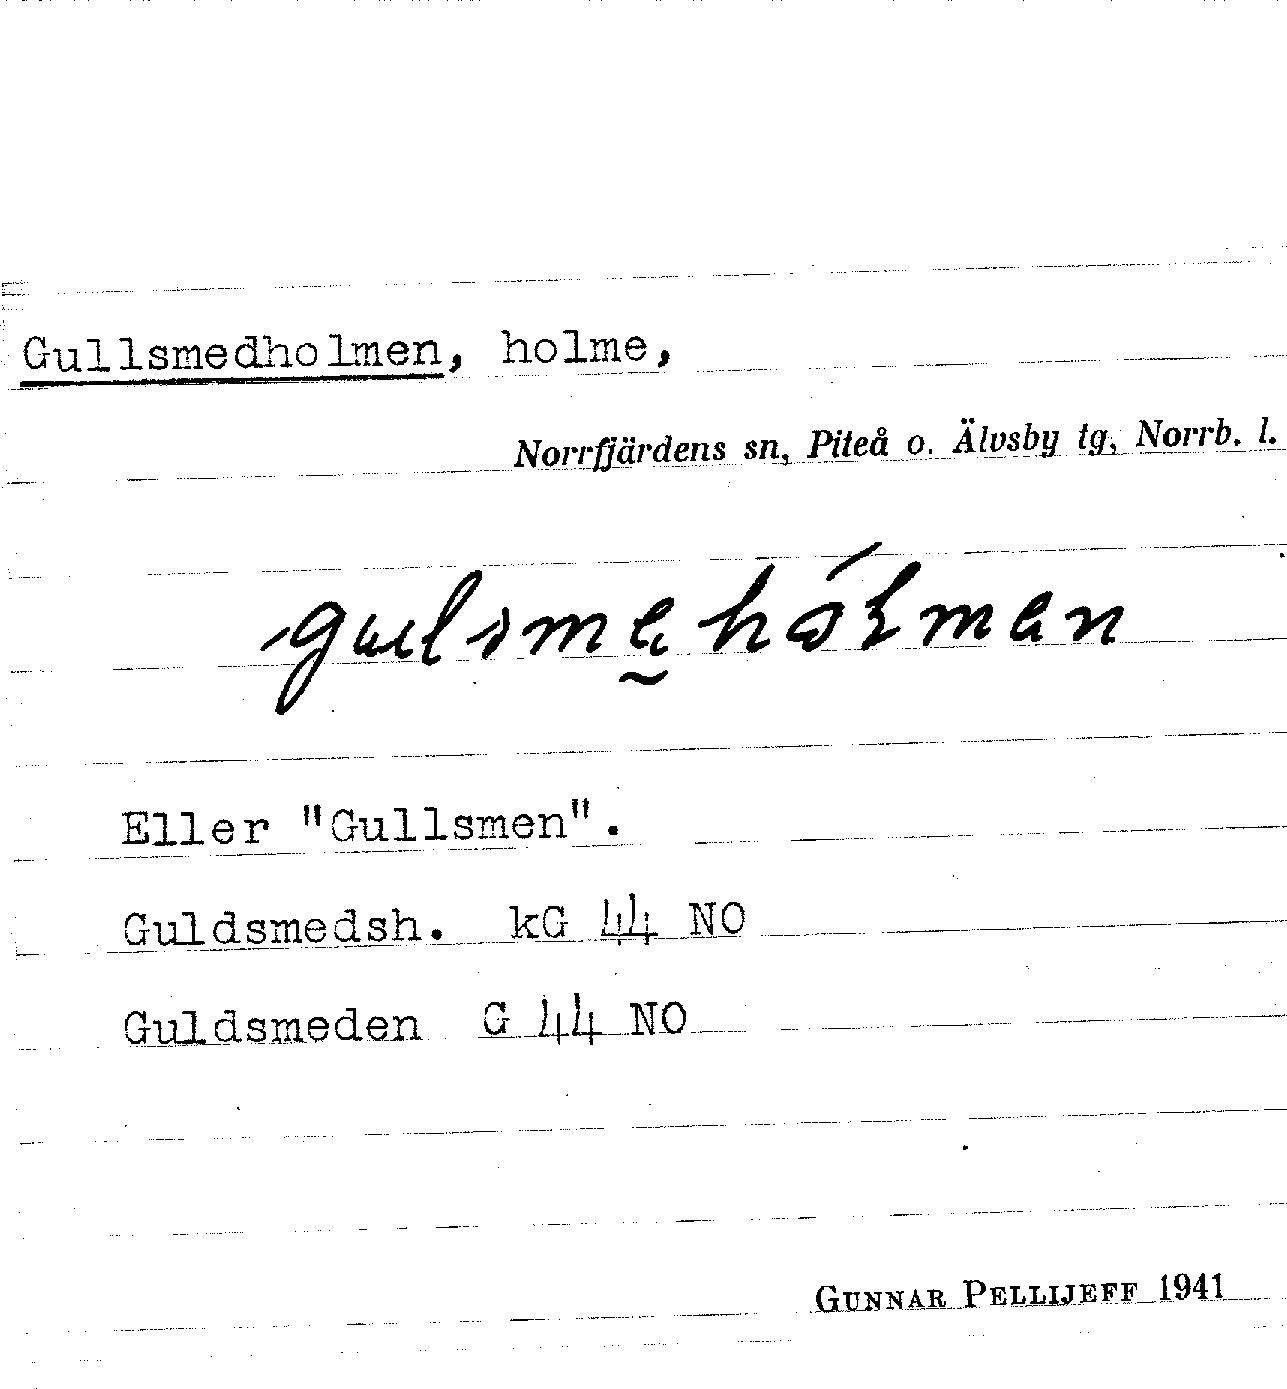 Gullsmedholmen, holme,
Norrfjärdens sn, Piteå o. Älvsby tg, Norrb. l.
Eller "Gullsmen".
Guldsmedsh. kG 44 NO
Guldsmeden G 44 NO
GUNNAR PELLIJEFF 1941